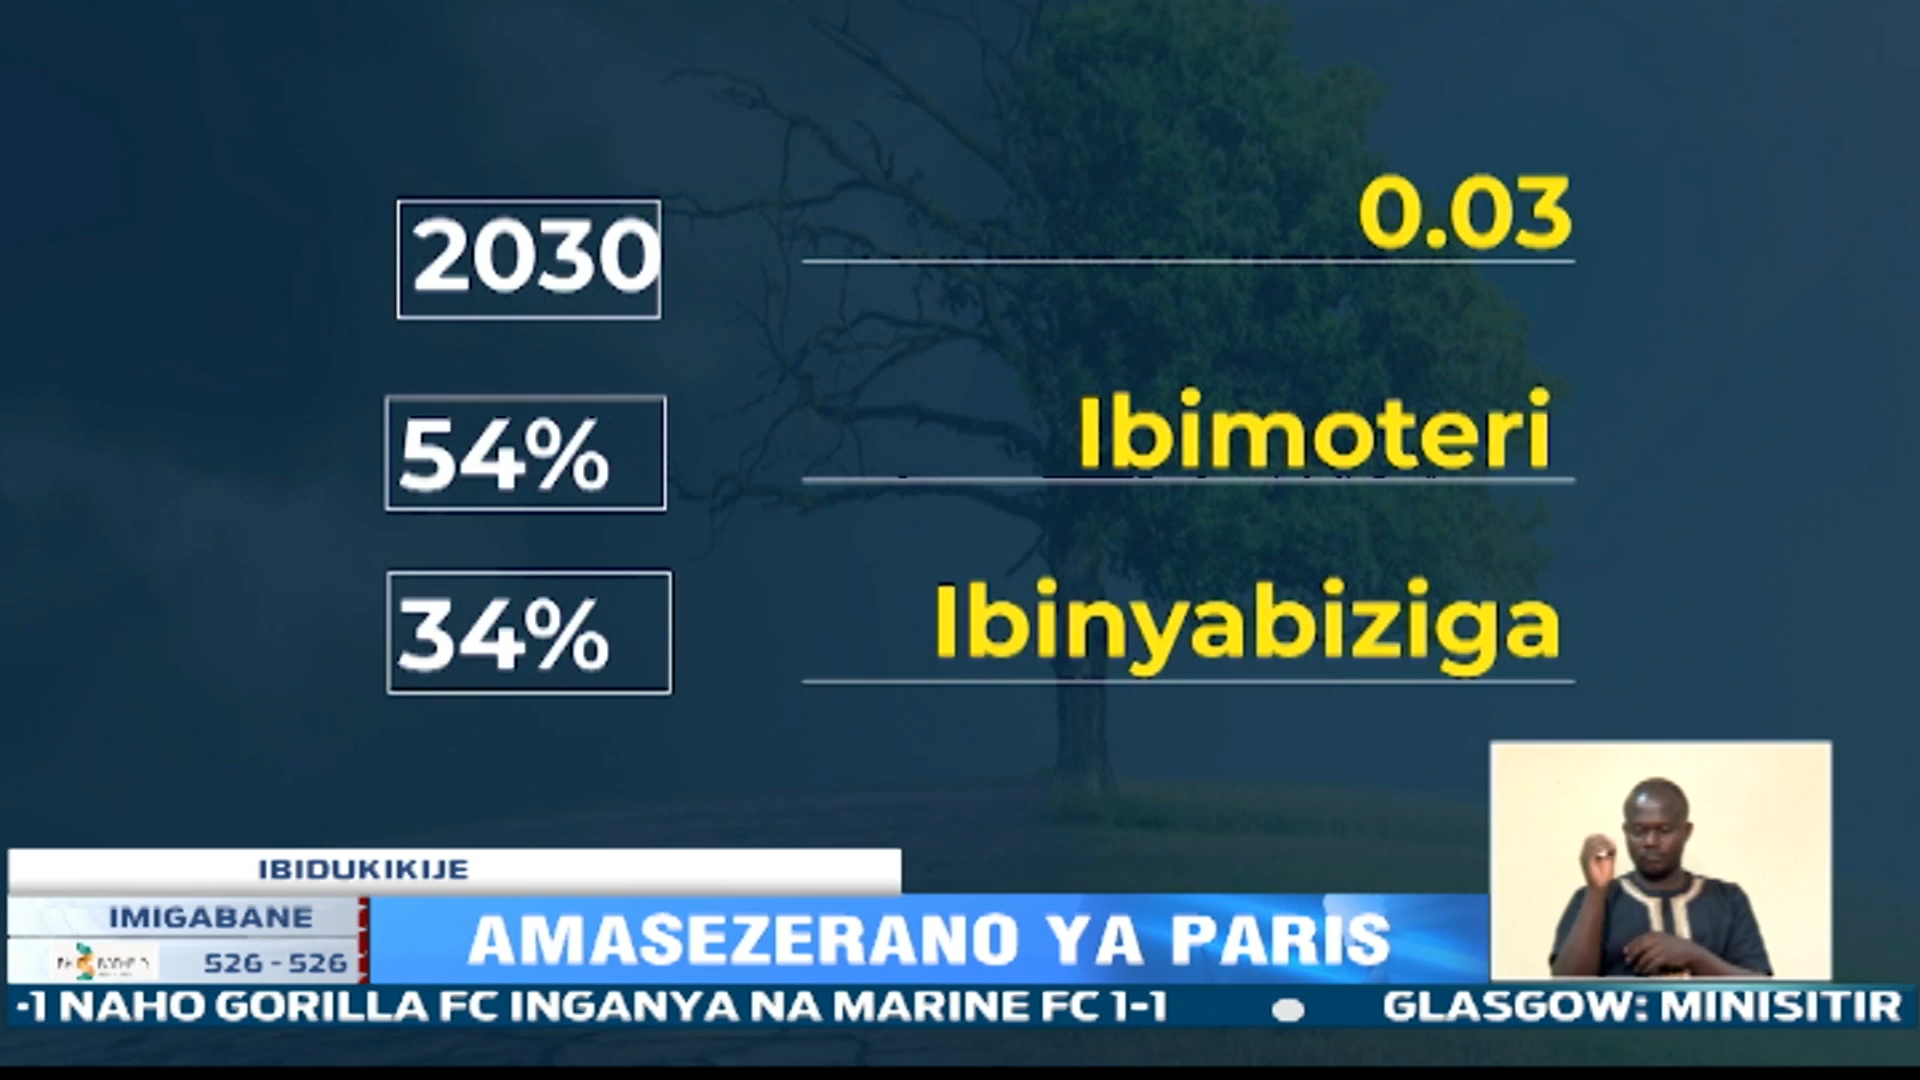 2030
0.03
54%
Ibimoteri
34%
Ibinyabiziga
IBIDUKIKIJE
IMIGABANE
526 - 526
AMASEZERANO YA PARIS
-1 NAHO GORILLA FC INGANYA NA MARINE FC 1-1
GLASGOW: MINISITIR